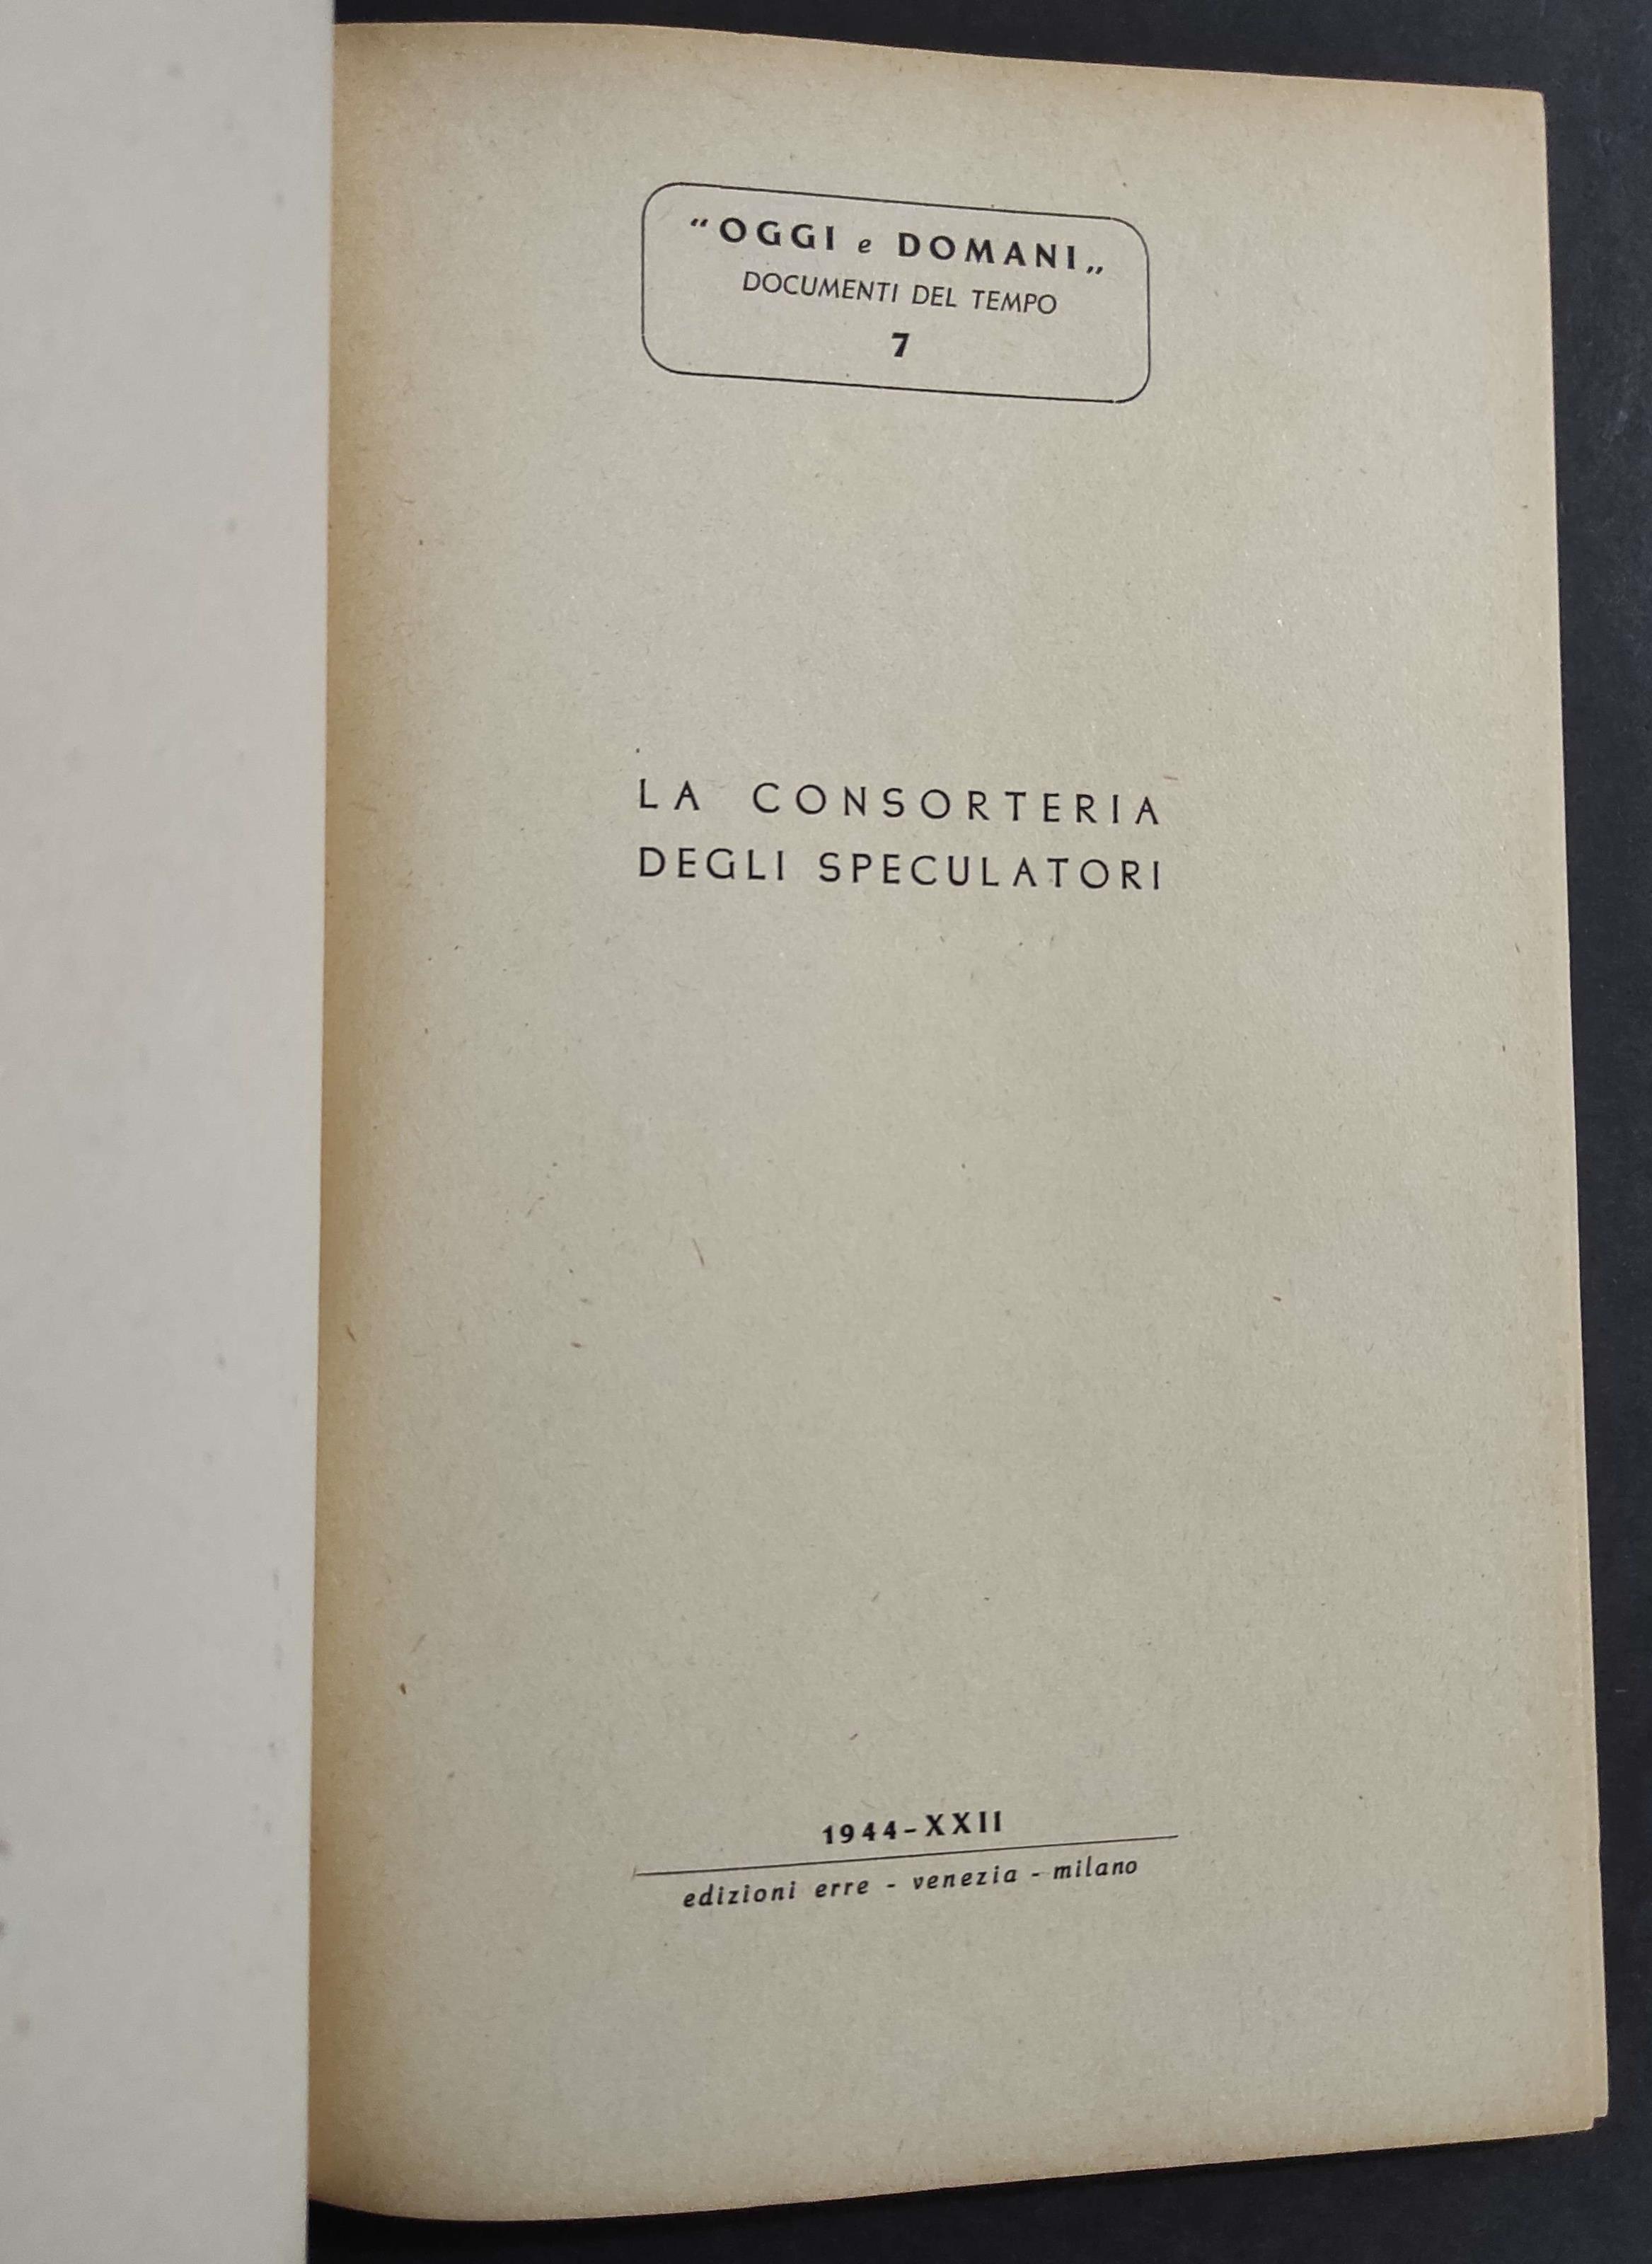 “OGGI e DOMANI„
DOCUMENTI DEL TEMPO
7
LA CONSORTERIA
DEGLI SPECULATORI
1944-XXII
edizioni erre - venezia - milano